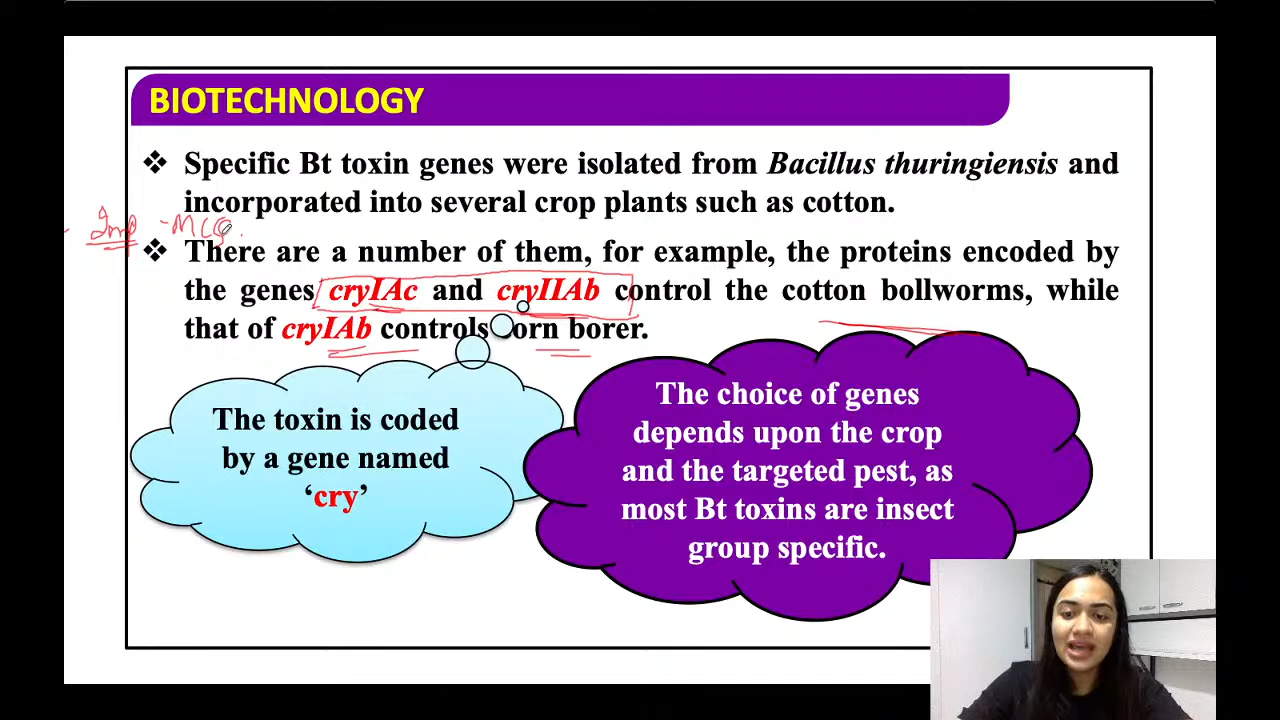 BIOTECHNOLOGY
❖ Specific Bt toxin genes were isolated from Bacillus thuringiensis and
incorporated into several crop plants such as cotton.
- Imp - MCQ.
❖ There are a number of them, for example, the proteins encoded by
the genes cryIAc and cryIIAb control the cotton bollworms, while
that of cryIAb controls corn borer.
The toxin is coded
by a gene named
‘cry’
The choice of genes
depends upon the crop
and the targeted pest, as
most Bt toxins are insect
group specific.